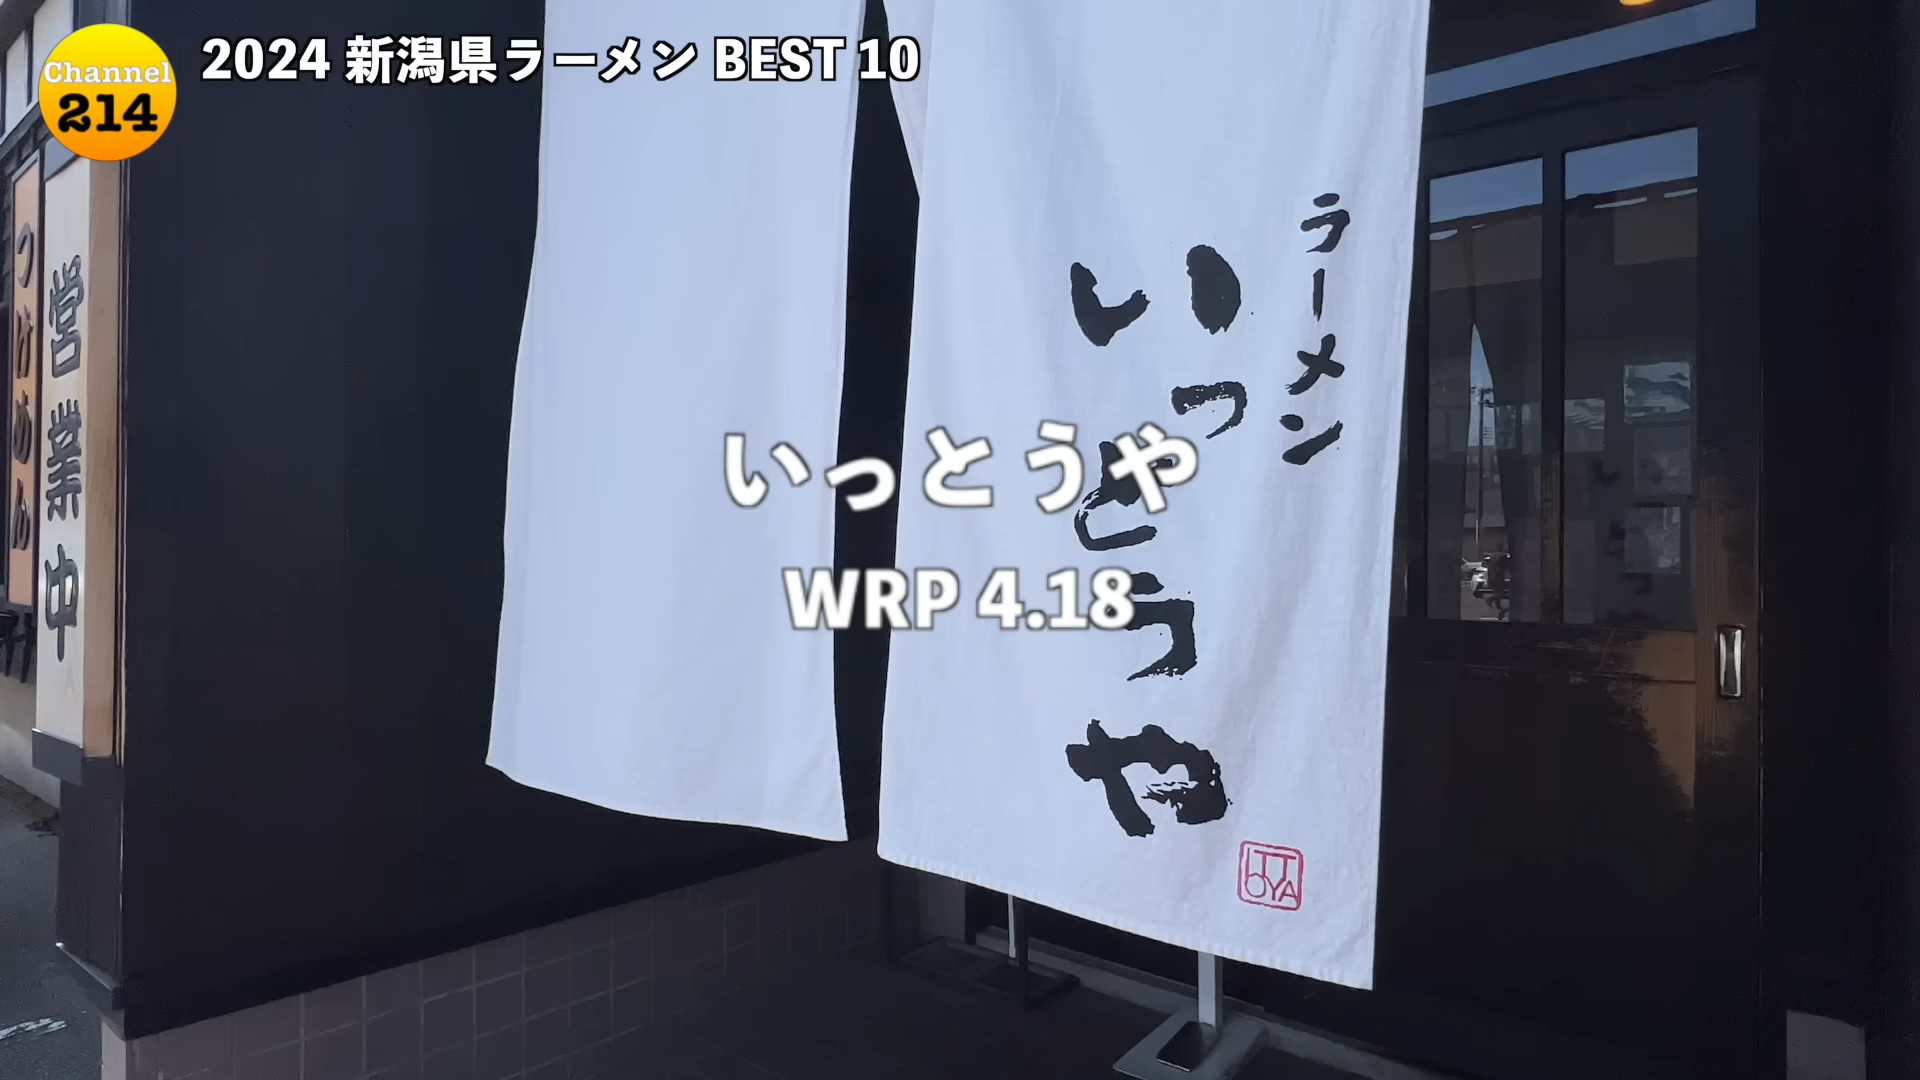 Channel
214
2024 新潟県ラーメン BEST 10
つけめん
営業中
ラーメン
いっとうや
いっとうや
WRP 4.18
ITTOYA